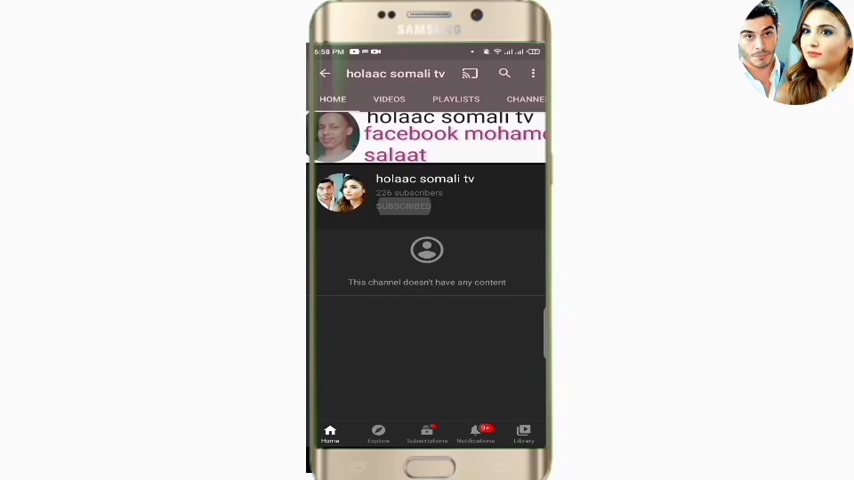 SAMSUNG
6:58 PM
holaac somali tv
HOME VIDEOS PLAYLISTS CHANNE
holaac somali tv
facebook mohame
salaat
holaac somali tv
226 subscribers
SUBSCRIBED
This channel doesn't have any content
9+
Home Explore Subscriptions Notifications Library